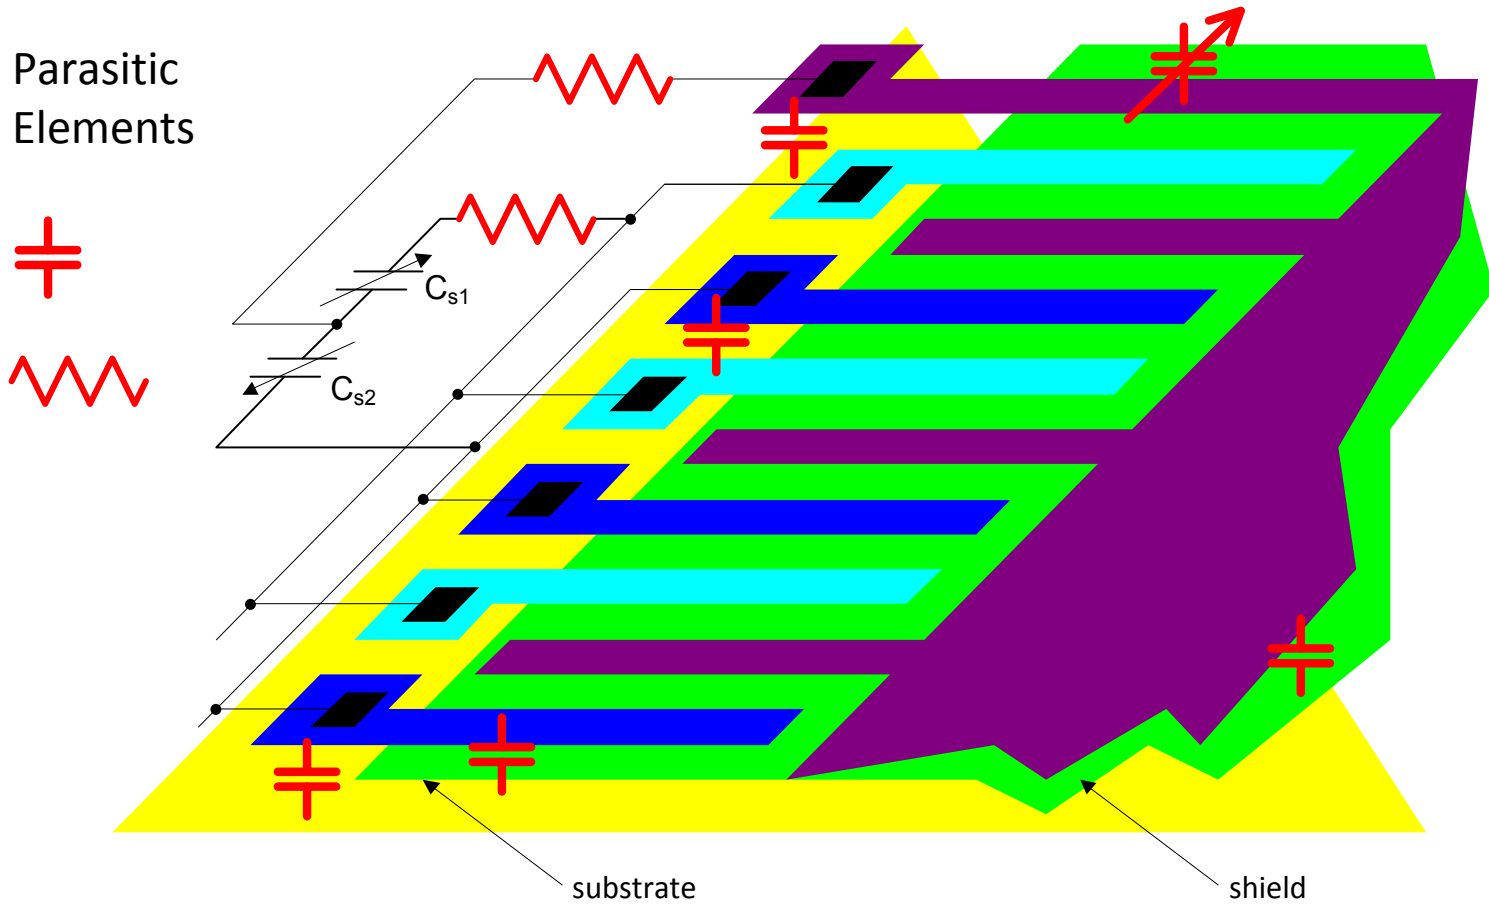 Parasitic
Elements
Cs1
Cs2
substrate
shield